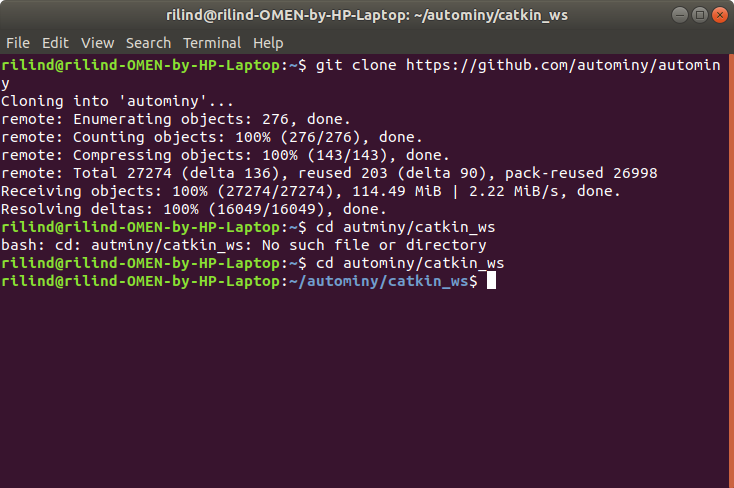 rilind@rilind-OMEN-by-HP-Laptop: ~/autominy/catkin_ws
File Edit View Search Terminal Help
rilind@rilind-OMEN-by-HP-Laptop:~$ git clone https://github.com/autominy/automin
y
Cloning into 'autominy'...
remote: Enumerating objects: 276, done.
remote: Counting objects: 100% (276/276), done.
remote: Compressing objects: 100% (143/143), done.
remote: Total 27274 (delta 136), reused 203 (delta 90), pack-reused 26998
Receiving objects: 100% (27274/27274), 114.49 MiB | 2.22 MiB/s, done.
Resolving deltas: 100% (16049/16049), done.
rilind@rilind-OMEN-by-HP-Laptop:~$ cd autminy/catkin_ws
bash: cd: autminy/catkin_ws: No such file or directory
rilind@rilind-OMEN-by-HP-Laptop:~$ cd autominy/catkin_ws
rilind@rilind-OMEN-by-HP-Laptop:~/autominy/catkin_ws$